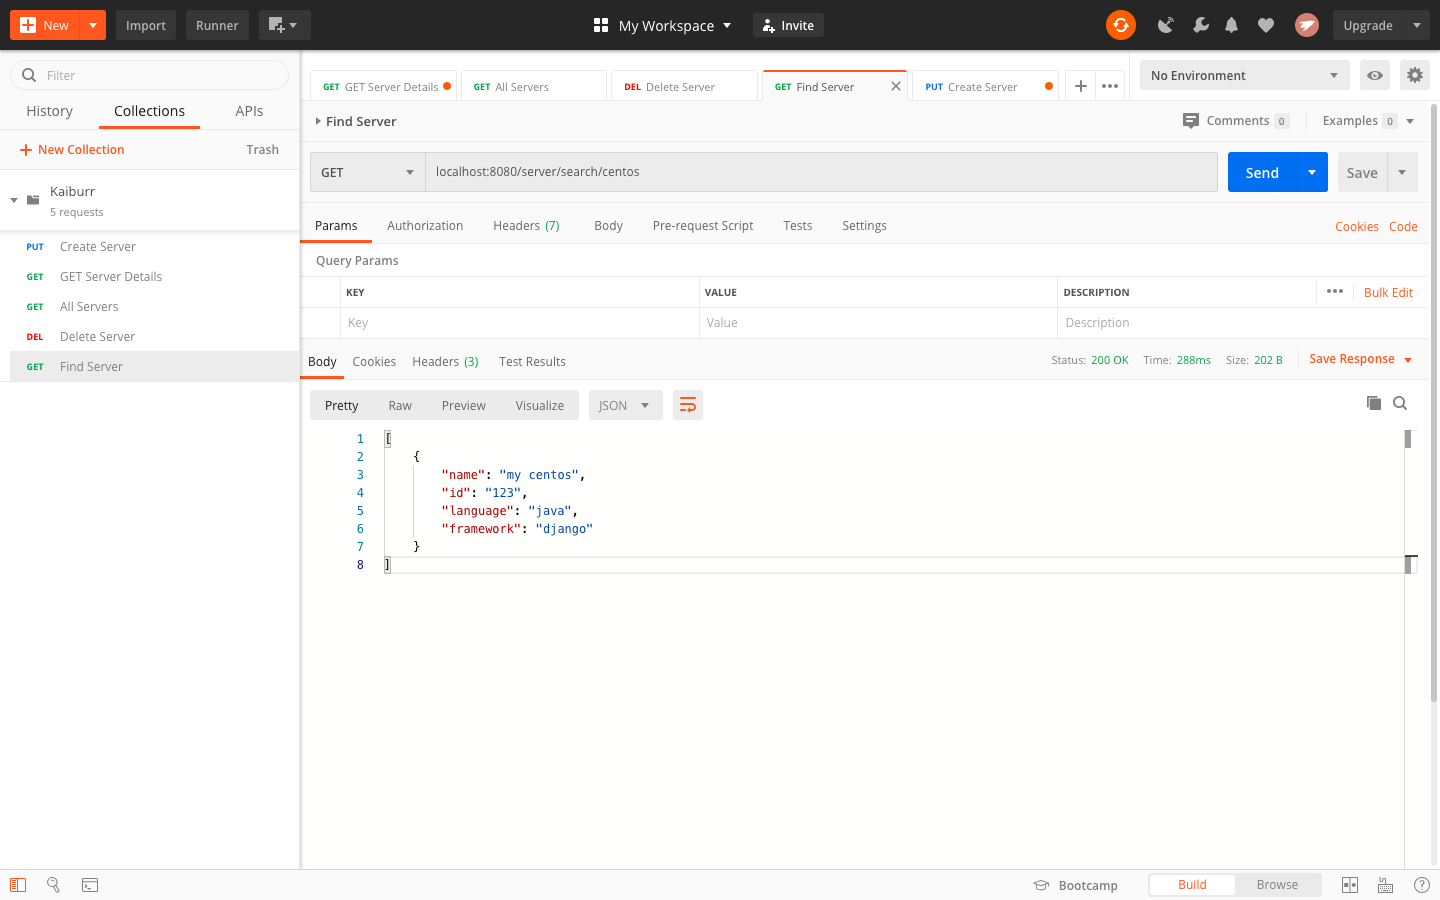 New
Import
Runner
My Workspace
Invite
Upgrade
Filter
History
Collections
APIs
New Collection
Trash
Kaiburr
5 requests
PUT Create Server
GET GET Server Details
GET All Servers
DEL Delete Server
GET Find Server
GET GET Server Details
GET All Servers
DEL Delete Server
GET Find Server
PUT Create Server
No Environment
Find Server
Comments 0
Examples 0
GET
localhost:8080/server/search/centos
Send
Save
Params
Authorization
Headers (7)
Body
Pre-request Script
Tests
Settings
Cookies
Code
Query Params
KEY
VALUE
DESCRIPTION
Bulk Edit
Key
Value
Description
Body
Cookies
Headers (3)
Test Results
Status: 200 OK
Time: 288ms
Size: 202 B
Save Response
Pretty
Raw
Preview
Visualize
JSON
1 [
2 {
3 "name": "my centos",
4 "id": "123",
5 "language": "java",
6 "framework": "django"
7 }
8 ]
Bootcamp
Build
Browse